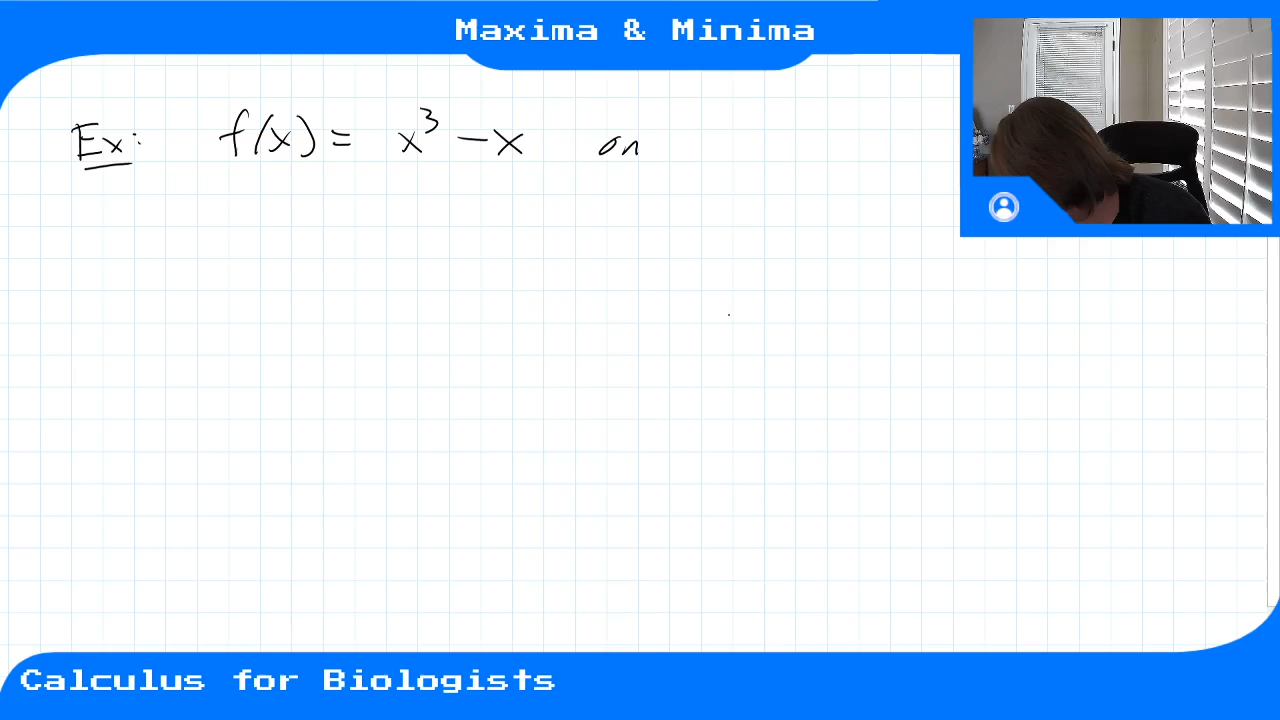 Maxima & Minima
Ex: f(x) = x³ - x on
Calculus for Biologists